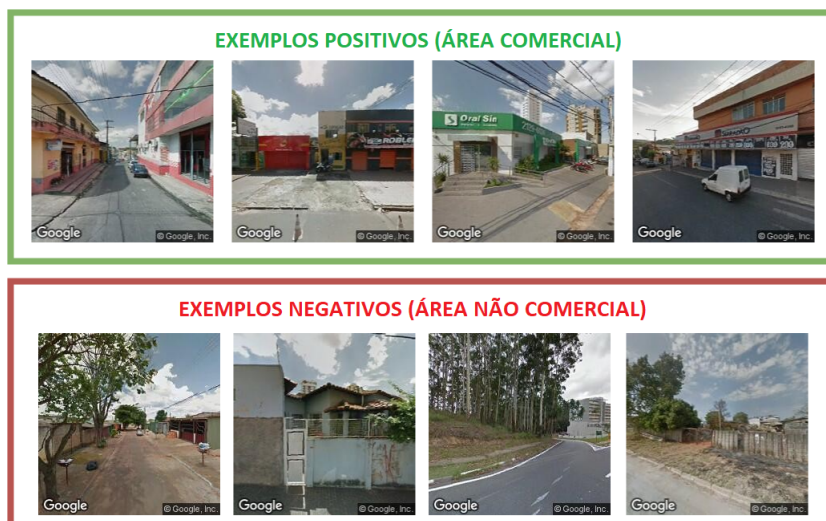 EXEMPLOS POSITIVOS (ÁREA COMERCIAL)
Oral Sin
ROBLE
Google
© Google, Inc.
Google
© Google, Inc.
Google
© Google, Inc.
Google
© Google, Inc.
EXEMPLOS NEGATIVOS (ÁREA NÃO COMERCIAL)
Google
© Google, Inc.
Google
© Google, Inc.
Google
© Google, Inc.
Google
© Google, Inc.